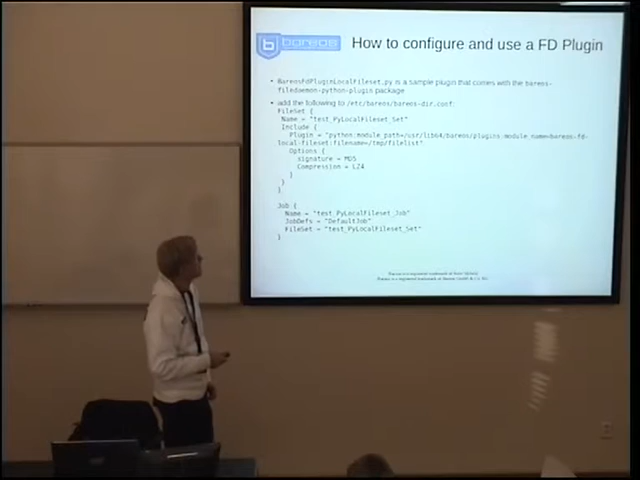 bareos
How to configure and use a FD Plugin
BareosFdPluginLocalFileset.py is a sample plugin that comes with the bareos-
filedaemon-python-plugin package
add the following to /etc/bareos/bareos-dir.conf:
FileSet {
Name = "test_PyLocalFileset_Set"
Include {
Plugin = "python:module_path=/usr/lib64/bareos/plugins:module_name=bareos-fd-
local-fileset:filename=/tmp/filelist"
Options {
signature = MD5
Compression = LZ4
}
}
}
Job {
Name = "test_PyLocalFileset_Job"
JobDefs = "DefaultJob"
FileSet = "test_PyLocalFileset_Set"
}